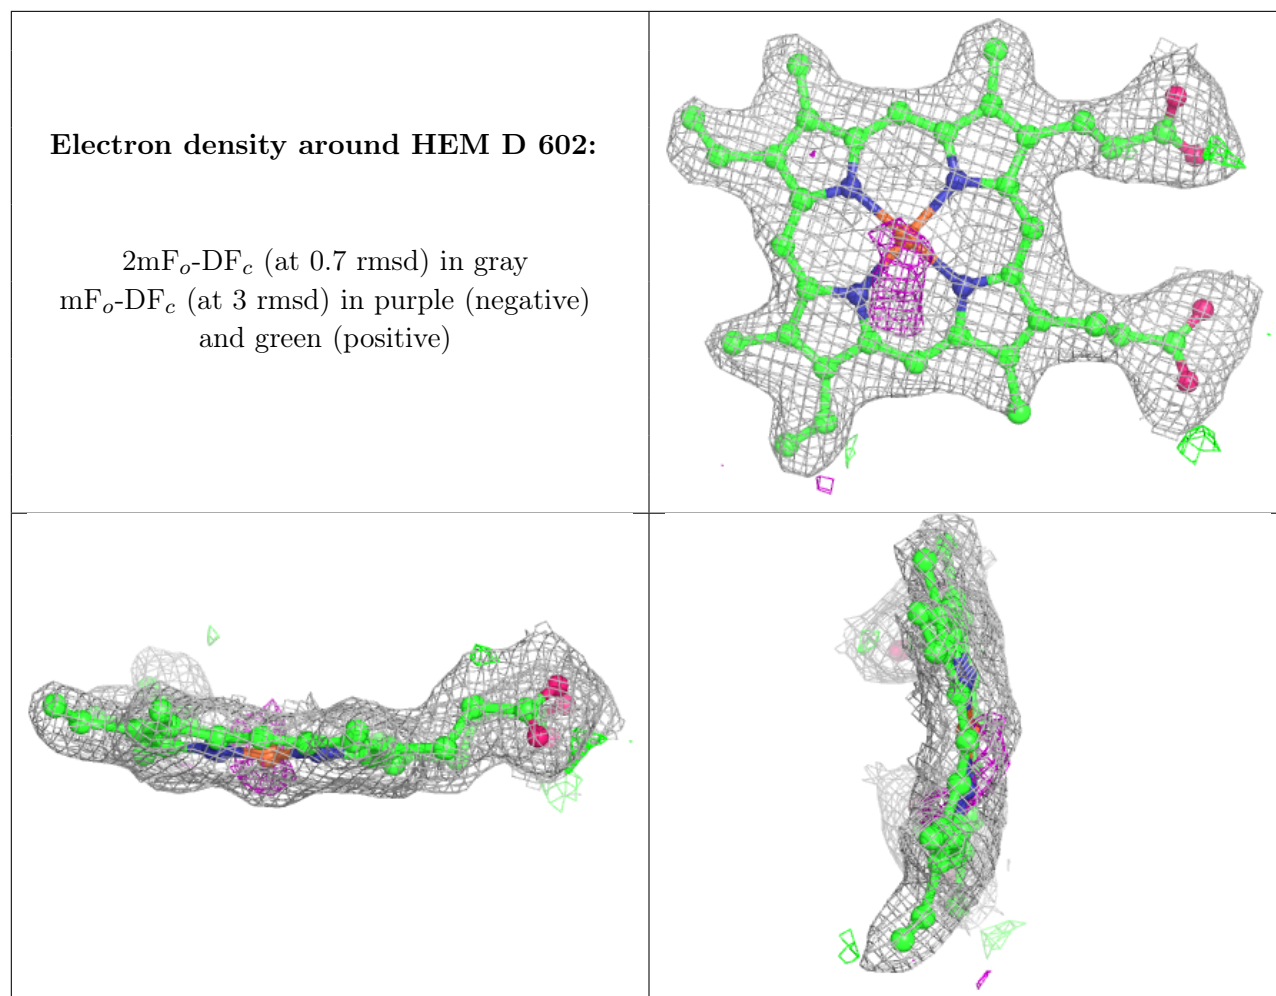 Electron density around HEM D 602:
2mFo-DFc (at 0.7 rmsd) in gray
mFo-DFc (at 3 rmsd) in purple (negative)
and green (positive)